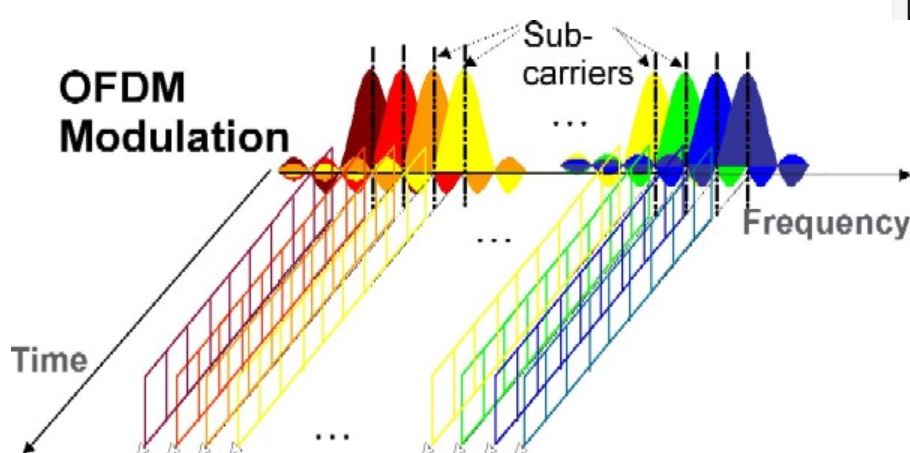 Sub-
carriers
OFDM
Modulation
...
Frequency
...
Time
...